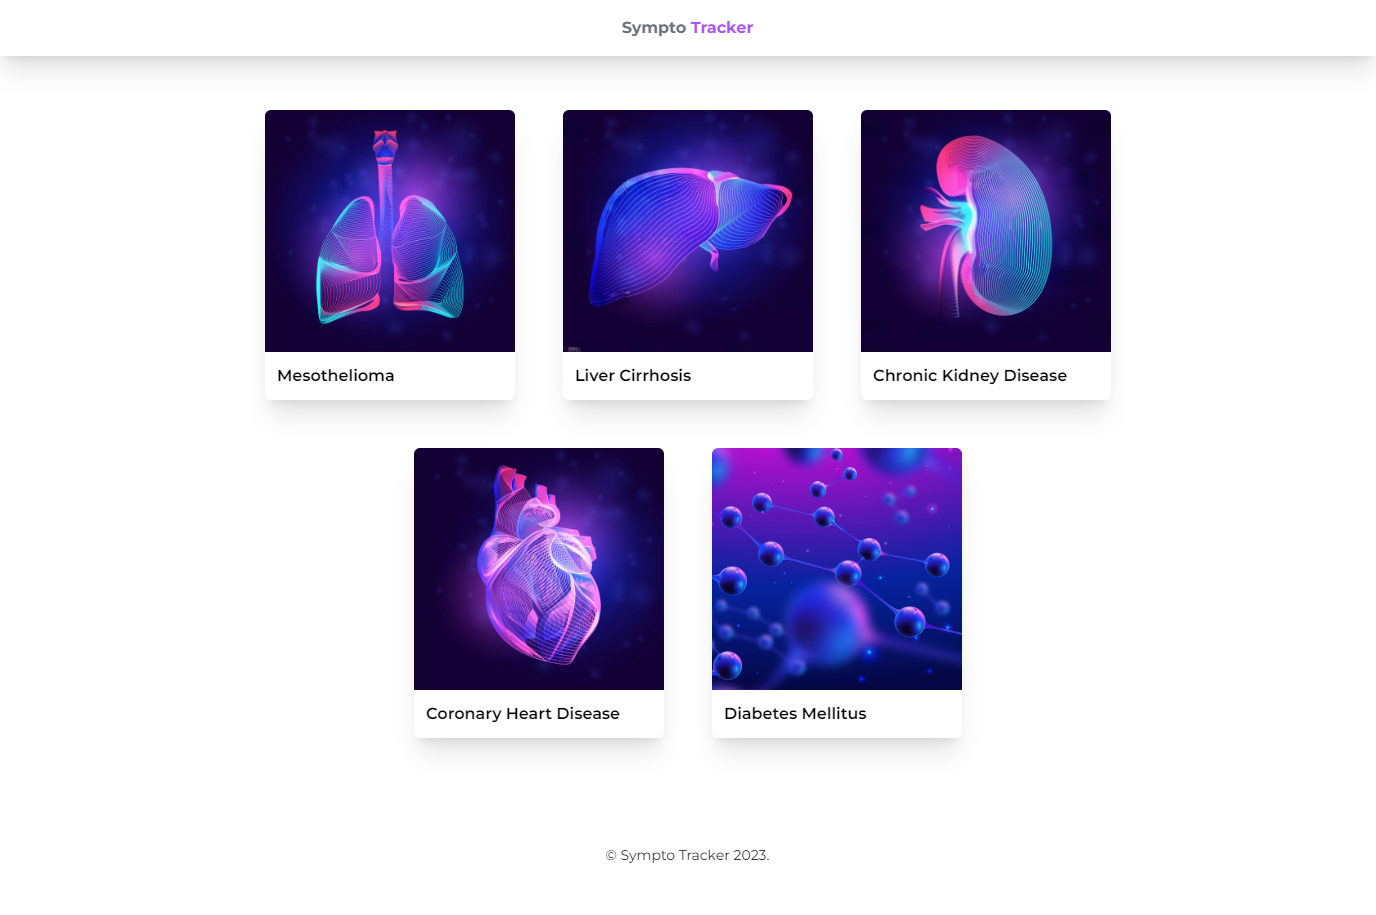 Sympto Tracker
Mesothelioma
Liver Cirrhosis
Chronic Kidney Disease
Coronary Heart Disease
Diabetes Mellitus
© Sympto Tracker 2023.